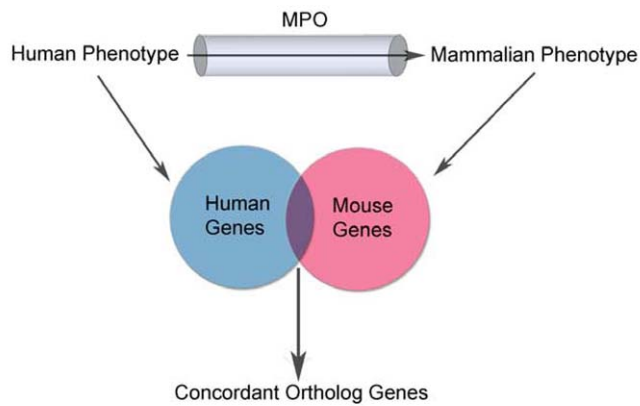 MPO
Human Phenotype
Mammalian Phenotype
Human
Genes
Mouse
Genes
Concordant Ortholog Genes